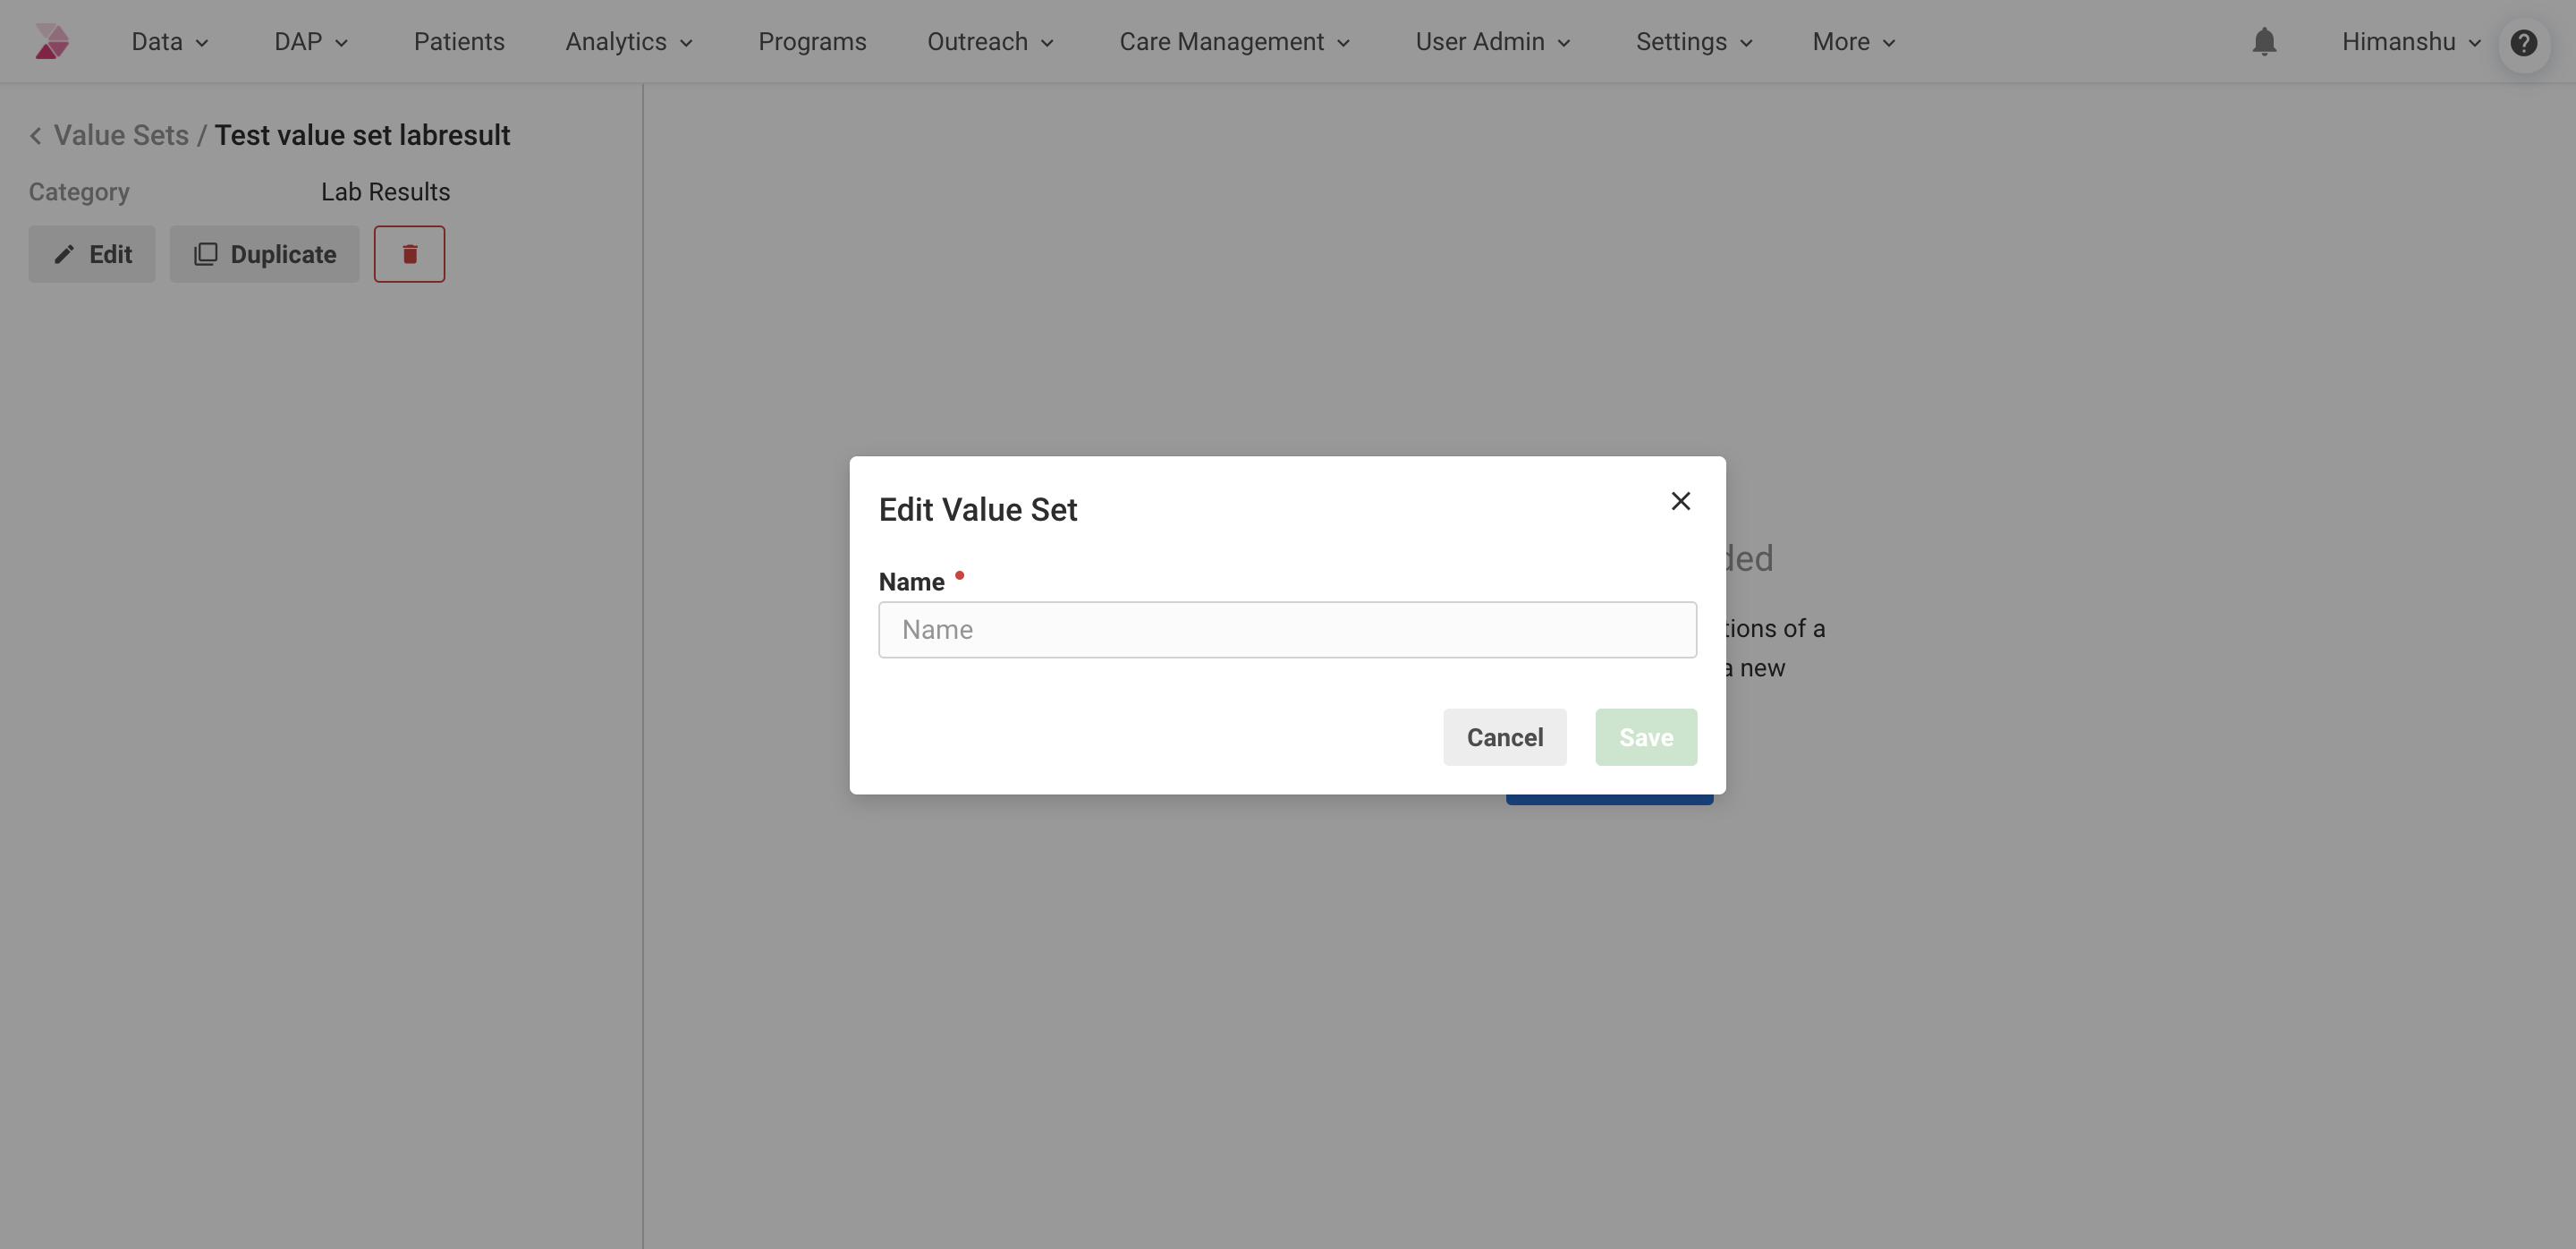 Data DAP Patients Analytics Programs Outreach Care Management User Admin Settings More Himanshu
Value Sets / Test value set labresult
Category Lab Results
Edit Duplicate
Edit Value Set
Name
Name
Cancel Save
tions of a
a new